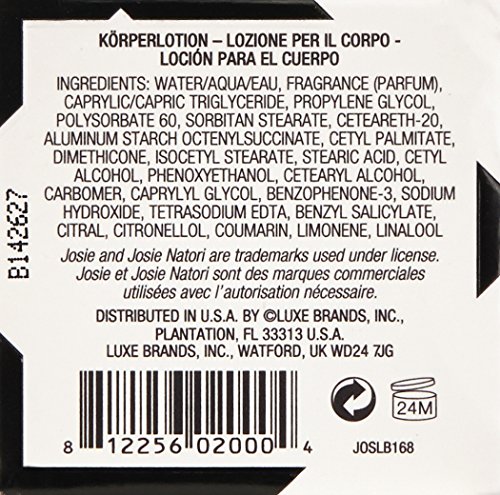 KÖRPERLOTION – LOZIONE PER IL CORPO -
LOCIÓN PARA EL CUERPO
INGREDIENTS: WATER/AQUA/EAU, FRAGRANCE (PARFUM),
CAPRYLIC/CAPRIC TRIGLYCERIDE, PROPYLENE GLYCOL,
POLYSORBATE 60, SORBITAN STEARATE, CETEARETH-20,
ALUMINUM STARCH OCTENYLSUCCINATE, CETYL PALMITATE,
DIMETHICONE, ISOCETYL STEARATE, STEARIC ACID, CETYL
ALCOHOL, PHENOXYETHANOL, CETEARYL ALCOHOL,
CARBOMER, CAPRYLYL GLYCOL, BENZOPHENONE-3, SODIUM
HYDROXIDE, TETRASODIUM EDTA, BENZYL SALICYLATE,
CITRAL, CITRONELLOL, COUMARIN, LIMONENE, LINALOOL
Josie and Josie Natori are trademarks used under license.
Josie et Josie Natori sont des marques commerciales
utilisées avec l'autorisation nécessaire.
DISTRIBUTED IN U.S.A. BY ©LUXE BRANDS, INC.,
PLANTATION, FL 33313 U.S.A.
LUXE BRANDS, INC., WATFORD, UK WD24 7JG
B142627
24M
8 12256 02000 4
JOSLB168